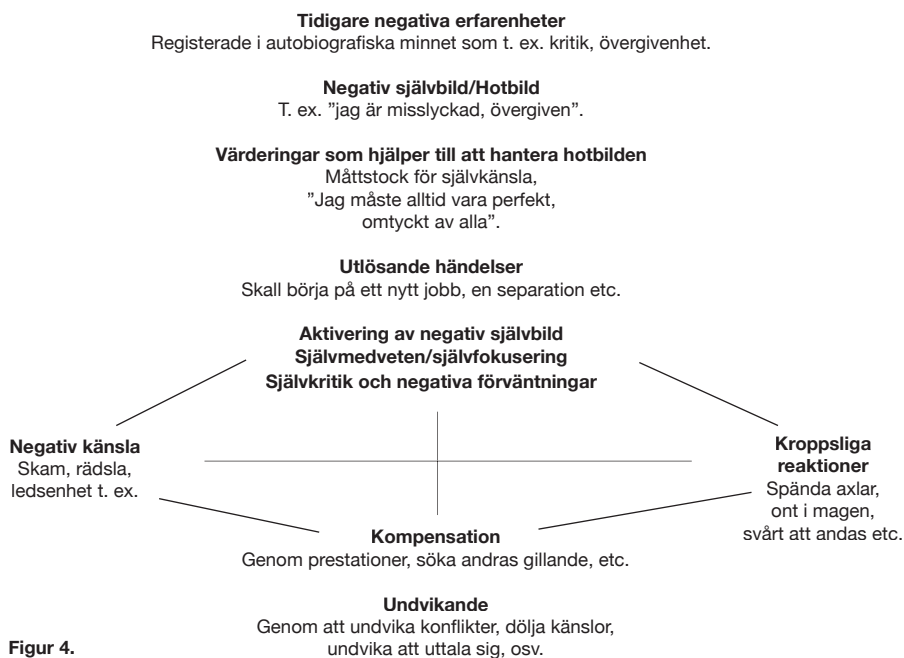 Tidigare negativa erfarenheter
Registerade i autobiografiska minnet som t. ex. kritik, övergivenhet.
Negativ självbild/Hotbild
T. ex. ”jag är misslyckad, övergiven”.
Värderingar som hjälper till att hantera hotbilden
Måttstock för självkänsla,
”Jag måste alltid vara perfekt,
omtyckt av alla”.
Utlösande händelser
Skall börja på ett nytt jobb, en separation etc.
Aktivering av negativ självbild
Självmedveten/självfokusering
Självkritik och negativa förväntningar
Negativ känsla
Skam, rädsla,
ledsenhet t. ex.
Kroppsliga
reaktioner
Spända axlar,
ont i magen,
svårt att andas etc.
Kompensation
Genom prestationer, söka andras gillande, etc.
Undvikande
Genom att undvika konflikter, dölja känslor,
undvika att uttala sig, osv.
Figur 4.